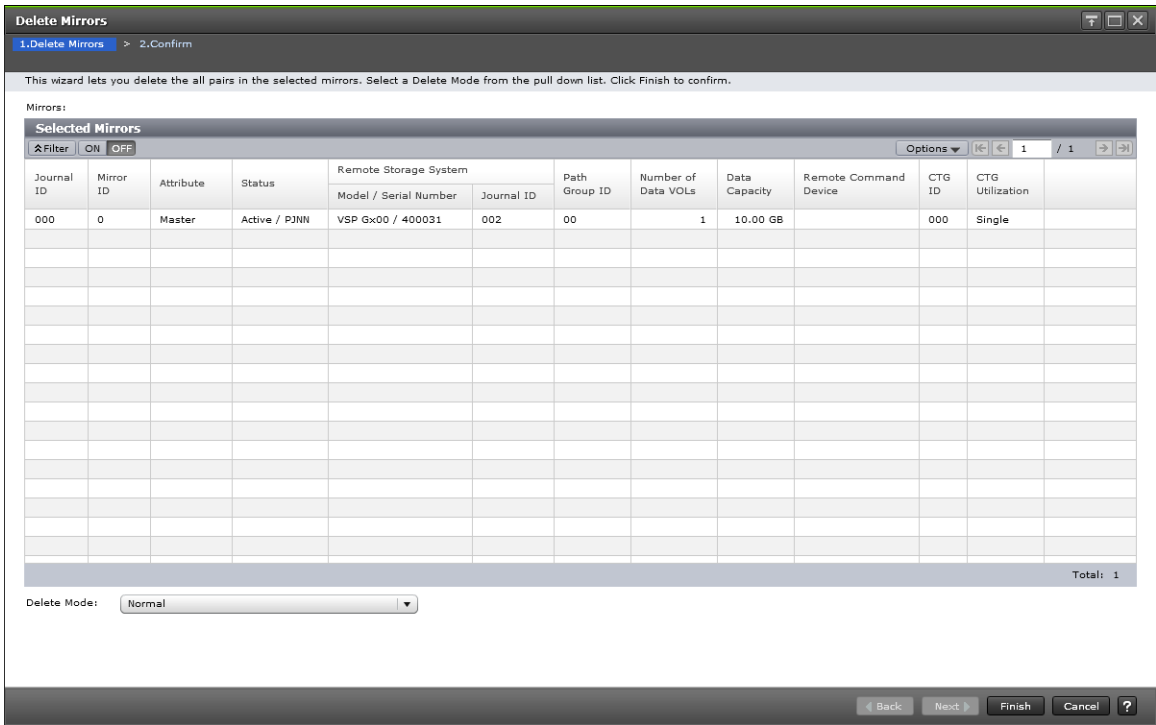 Delete Mirrors
1.Delete Mirrors > 2.Confirm
This wizard lets you delete the all pairs in the selected mirrors. Select a Delete Mode from the pull down list. Click Finish to confirm.
Mirrors:
Selected Mirrors
Filter ON OFF Options 1 / 1
Journal ID Mirror ID Attribute Status Remote Storage System Model / Serial Number Journal ID Path Group ID Number of Data VOLs Data Capacity Remote Command Device CTG ID CTG Utilization
000 0 Master Active / PJNN VSP Gx00 / 400031 002 00 1 10.00 GB 000 Single
Total: 1
Delete Mode: Normal
Back Next Finish Cancel ?